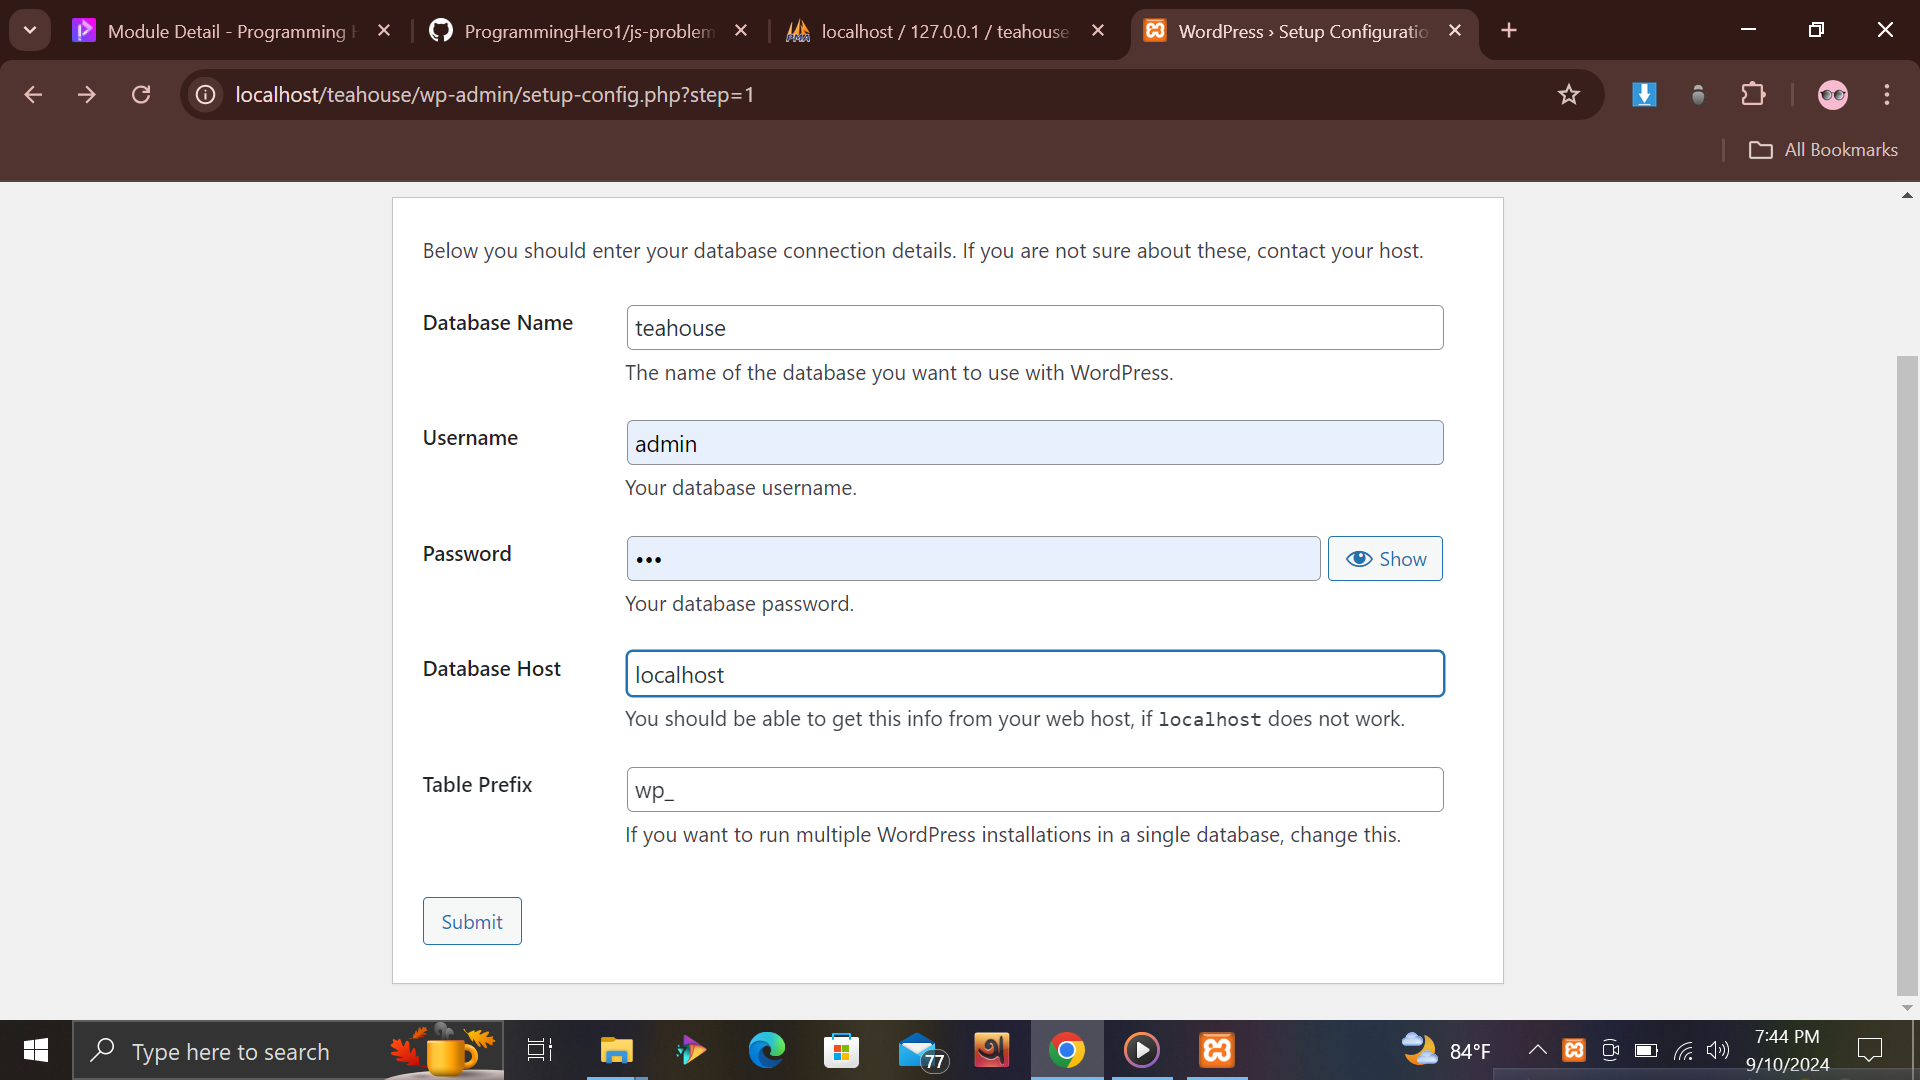 Module Detail - Programming H
ProgrammingHero1/js-problem
localhost / 127.0.0.1 / teahouse
WordPress › Setup Configuratio
localhost/teahouse/wp-admin/setup-config.php?step=1
All Bookmarks
Below you should enter your database connection details. If you are not sure about these, contact your host.
Database Name
teahouse
The name of the database you want to use with WordPress.
Username
admin
Your database username.
Password
•••
Show
Your database password.
Database Host
localhost
You should be able to get this info from your web host, if localhost does not work.
Table Prefix
wp_
If you want to run multiple WordPress installations in a single database, change this.
Submit
Type here to search
77
84°F
7:44 PM
9/10/2024